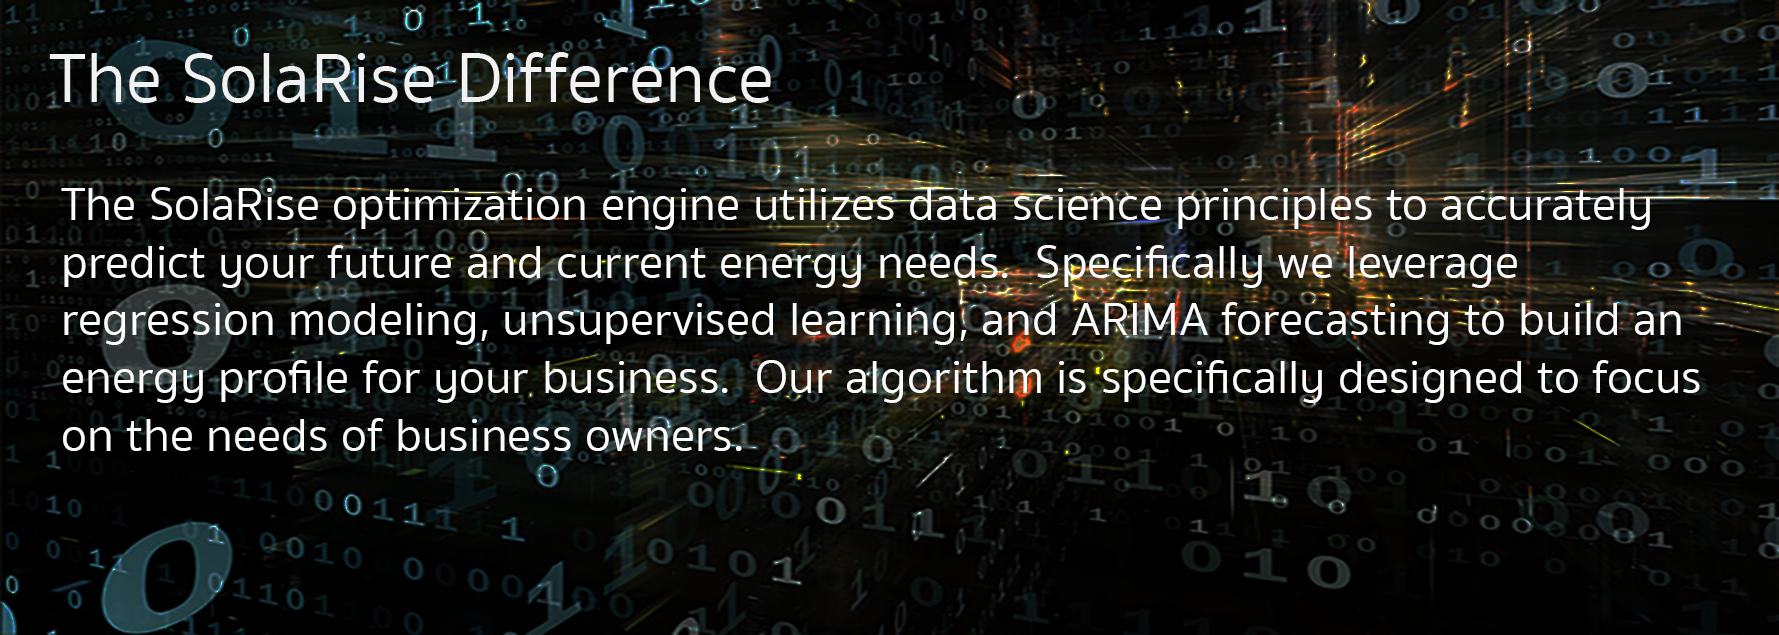 The SolaRise Difference
The SolaRise optimization engine utilizes data science principles to accurately
predict your future and current energy needs.  Specifically we leverage
regression modeling, unsupervised learning, and ARIMA forecasting to build an
energy profile for your business.  Our algorithm is specifically designed to focus
on the needs of business owners.